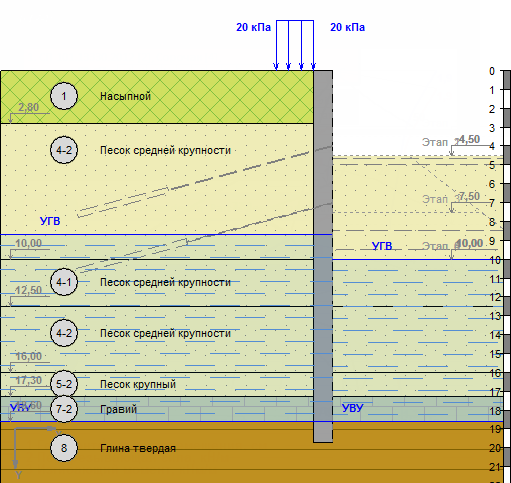 20 кПа 20 кПа
0
1 Насыпной 1
2,80 2
3
Этап 4,50 4
4-2 Песок средней крупности 5
6
Этап 7,50 7
УГВ 8
10,00 УГВ Этап 10,00 9
10
4-1 Песок средней крупности 11
12,50 12
13
4-2 Песок средней крупности 14
15
16,00 16
5-2 Песок крупный
17,30 17
УВУ 7-2 Гравий УВУ 18
19
8 Глина твердая 20
Y 21